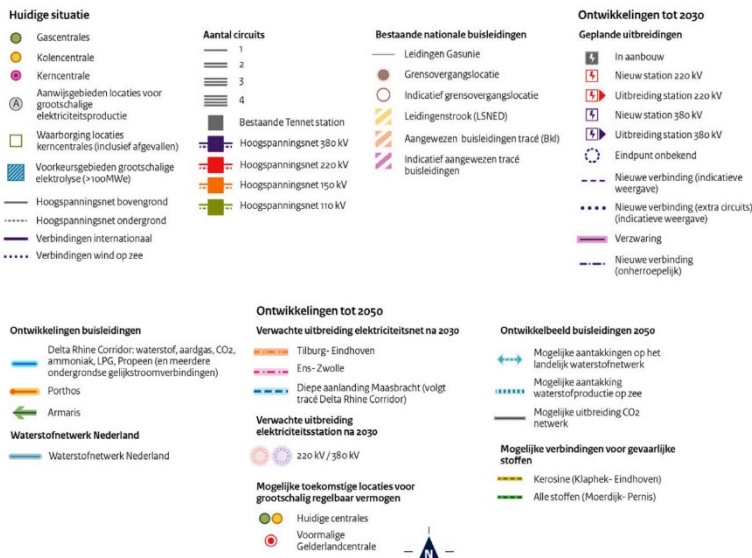 Huidige situatie
Gascentrale
Kolencentrale
Kerncentrale
A
Aanwijsgebieden locaties voor
grootschalige
elektriciteitsproductie
Waarborging locaties
kerncentrales (inclusief afgevallen)
Voorkeursgebieden grootschalige
elektrolyse (>100MWe)
Hoogspanningsnet bovengrond
Hoogspanningsnet ondergrond
Verbindingen internationaal
Verbindingen wind op zee
Aantal circuits
1
2
3
4
Bestaande Tennet station
Hoogspanningsnet 380 kV
Hoogspanningsnet 220 kV
Hoogspanningsnet 150 kV
Hoogspanningsnet 110 kV
Bestaande nationale buisleidingen
Leidingen Gasunie
Grensovergangslocatie
Indicatief grensovergangslocatie
Leidingenstrook (LSNED)
Aangewezen buisleidingen tracé (Bkl)
Indicatief aangewezen tracé
buisleidingen
Ontwikkelingen tot 2030
Geplande uitbreidingen
In aanbouw
Nieuw station 220 kV
Uitbreiding station 220 kV
Nieuw station 380 kV
Uitbreiding station 380 kV
Eindpunt onbekend
Nieuwe verbinding (indicatieve
weergave)
Nieuwe verbinding (extra circuits)
(indicatieve weergave)
Verzwaring
Nieuwe verbinding
(onherroepelijk)
Ontwikkelingen buisleidingen
Delta Rhine Corridor: waterstof, aardgas, CO2,
ammoniak, LPG, Propeen (en meerdere
ondergrondse gelijkstroomverbindingen)
Porthos
Armaris
Waterstofnetwerk Nederland
Waterstofnetwerk Nederland
Ontwikkelingen tot 2050
Verwachte uitbreiding elektriciteitsnet na 2030
Tilburg- Eindhoven
Ens- Zwolle
Diepe aanlanding Maasbracht (volgt
tracé Delta Rhine Corridor)
Verwachte uitbreiding
elektriciteitsstation na 2030
220 kV / 380 kV
Mogelijke toekomstige locaties voor
grootschalig regelbaar vermogen
Huidige centrales
Voormalige
Gelderlandcentrale
N
Ontwikkelbeeld buisleidingen 2050
Mogelijke aantakkingen op het
landelijk waterstofnetwerk
Mogelijke aantakking
waterstofproductie op zee
Mogelijke uitbreiding CO2
netwerk
Mogelijke verbindingen voor gevaarlijke
stoffen
Kerosine (Klaphek- Eindhoven)
Alle stoffen (Moerdijk- Pernis)